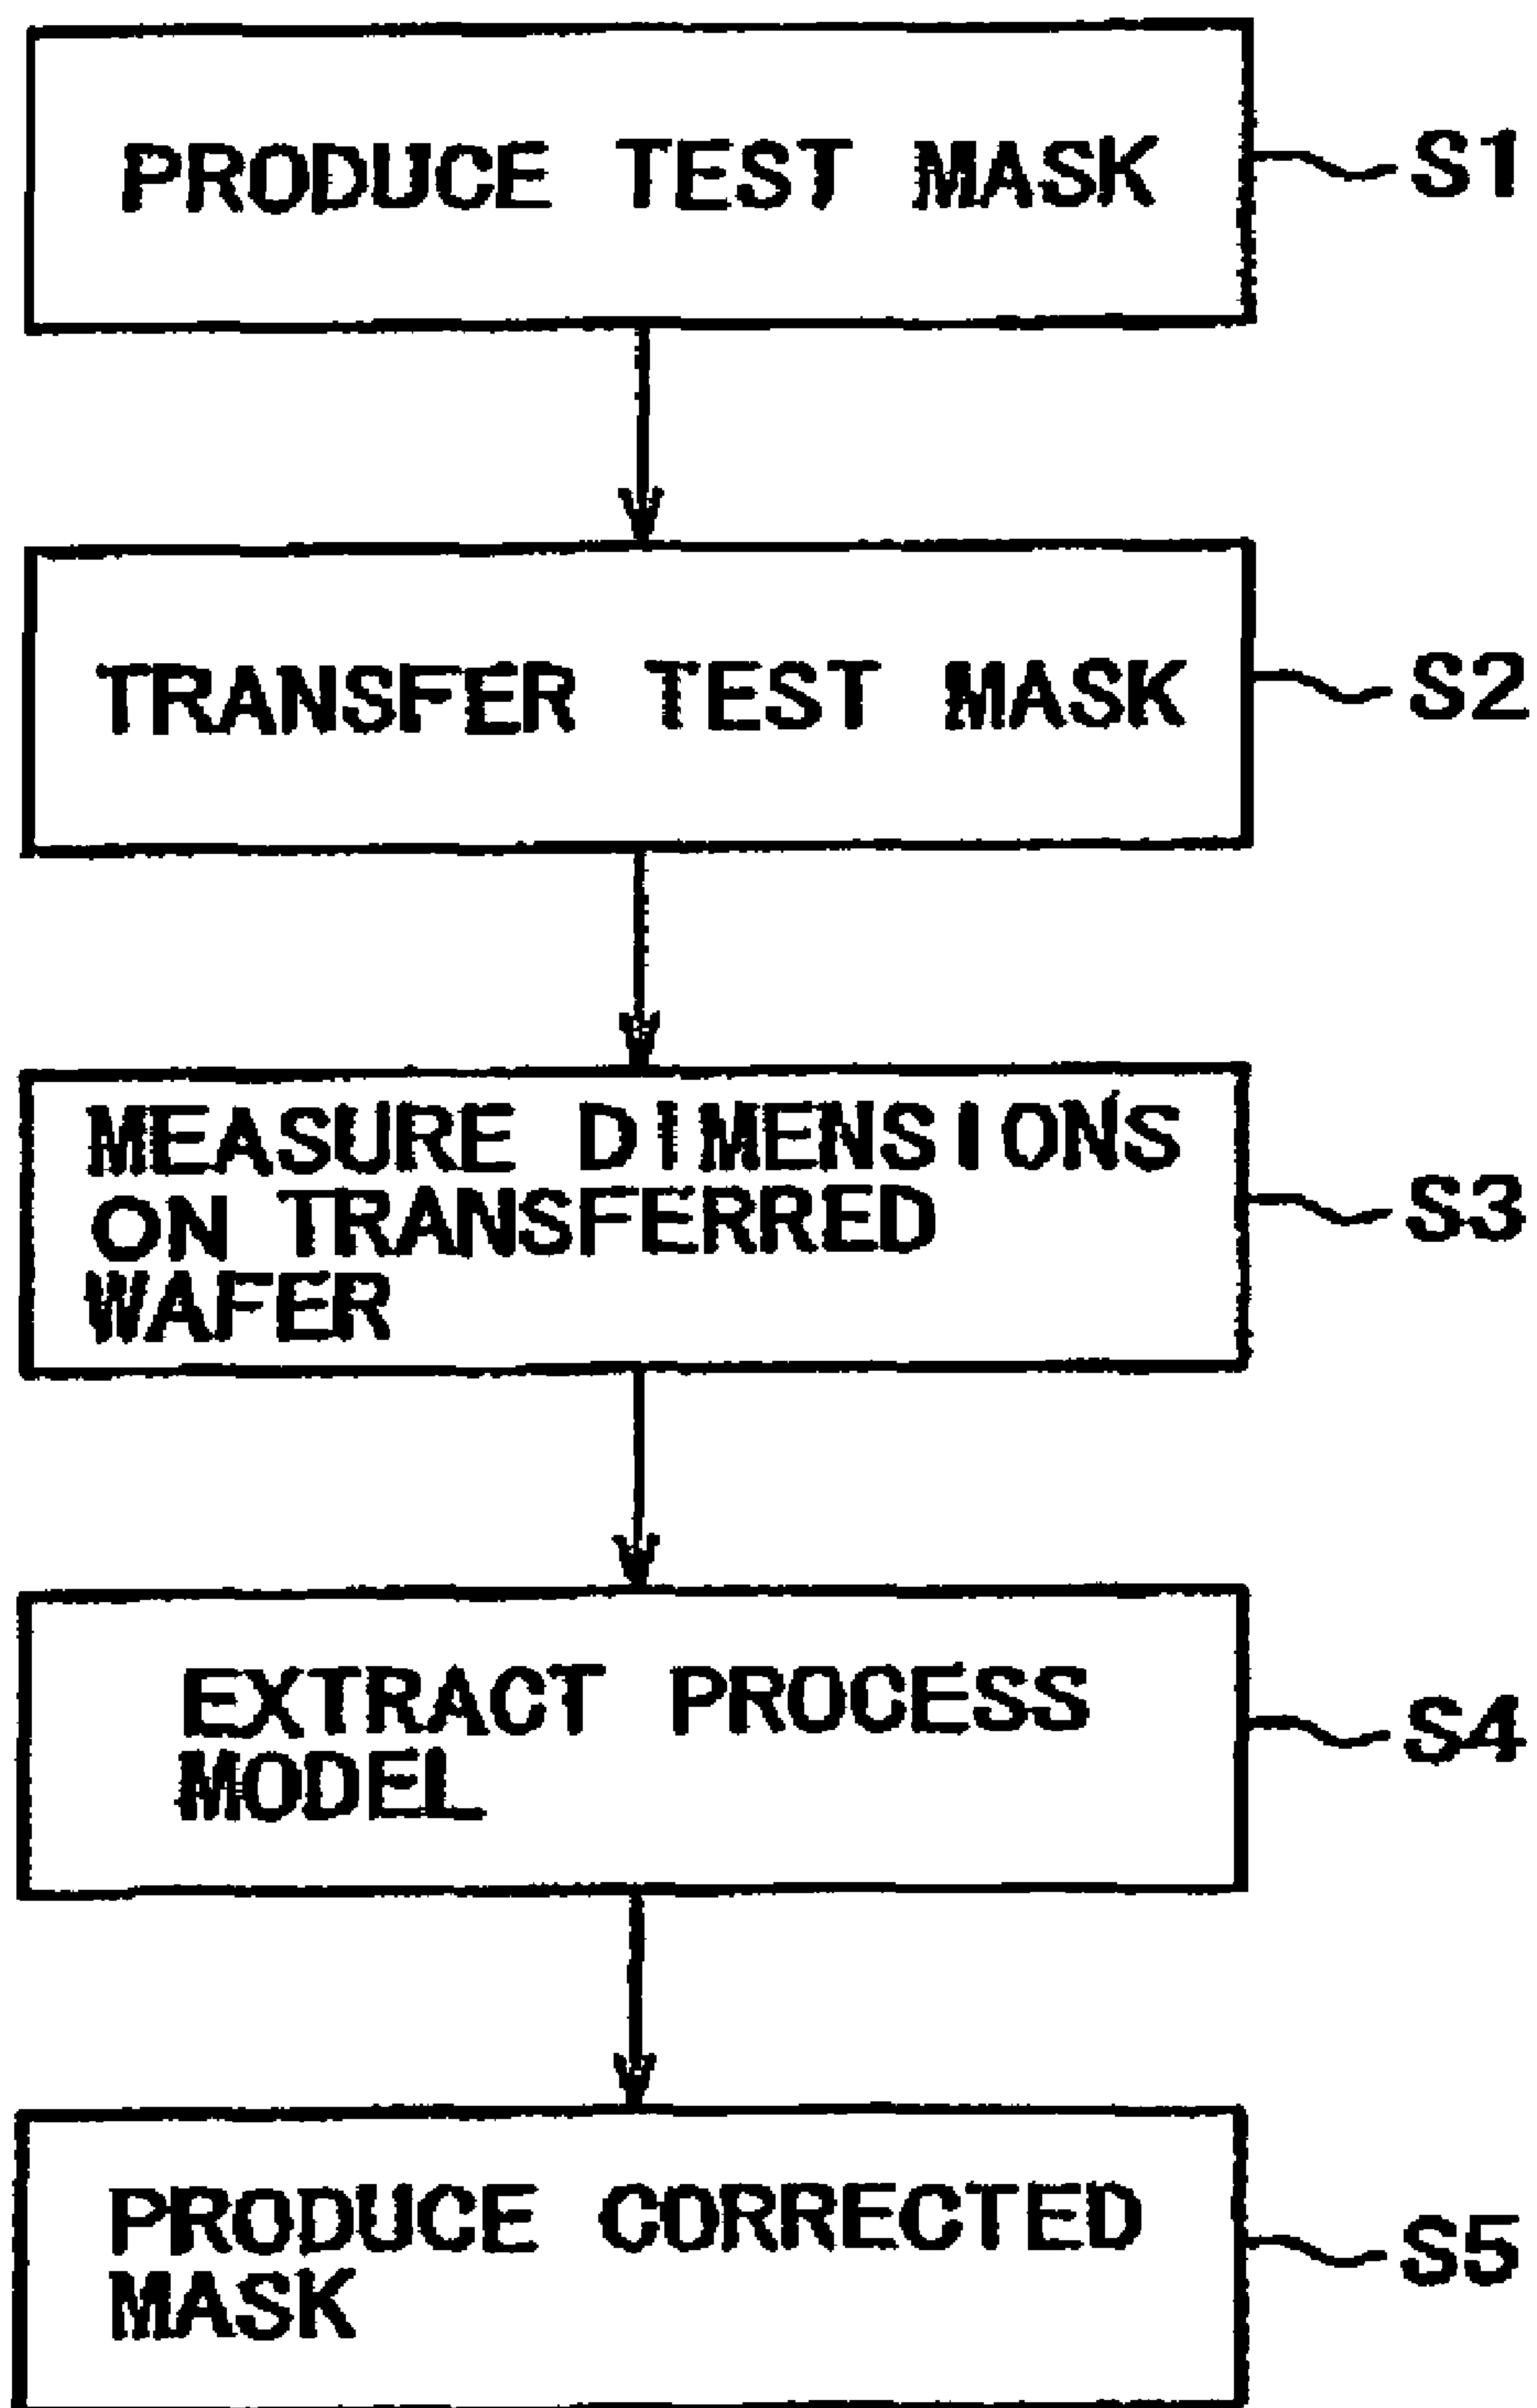 PRODUCE TEST MASK
S1
TRANSFER TEST MASK
S2
MEASURE DIMENSIONS
ON TRANSFERRED
WAFER
S3
EXTRACT PROCESS
MODEL
S4
PRODUCE CORRECTED
MASK
S5